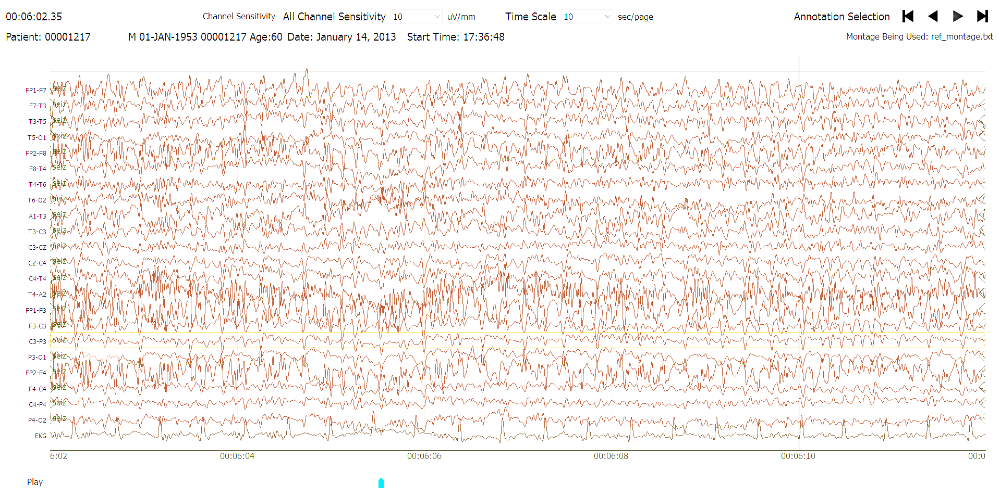 00:06:02.35 Channel Sensitivity All Channel Sensitivity 10 uV/mm Time Scale 10 sec/page Annotation Selection
Patient: 00001217 M 01-JAN-1953 00001217 Age:60 Date: January 14, 2013 Start Time: 17:36:48 Montage Being Used: ref_montage.txt
FP1-F7 seiz
F7-T3 seiz
T3-T5 seiz
T5-O1 seiz
FP2-F8 seiz
F8-T4 seiz
T4-T6 seiz
T6-O2 seiz
A1-T3 seiz
T3-C3 seiz
C3-CZ seiz
CZ-C4 seiz
C4-T4 seiz
T4-A2 seiz
FP1-F3 seiz
F3-C3 seiz
C3-P3 seiz
P3-O1 seiz
FP2-F4 seiz
F4-C4 seiz
C4-P4 seiz
P4-O2 seiz
EKG
6:02 00:06:04 00:06:06 00:06:08 00:06:10 00:0
Play